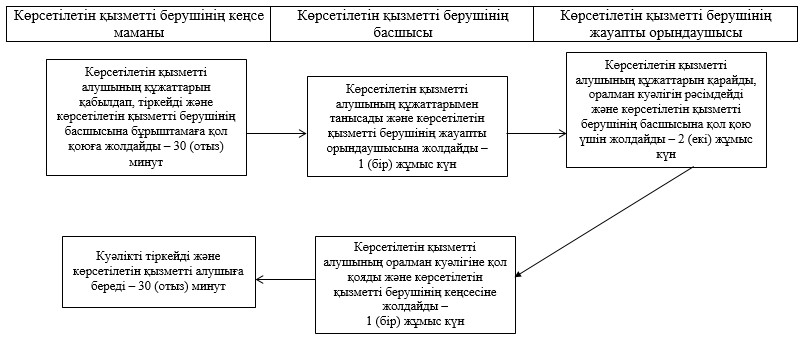 Көрсетілетін қызметті берушінің кеңсе
маманы
Көрсетілетін қызметті берушінің
басшысы
Көрсетілетін қызметті берушінің
жауапты орындаушысы
Көрсетілетін қызметті
алушының құжаттарын
қабылдап, тіркейді және
көрсетілетін қызметті берушінің
басшысына бұрыштамаға қол
қоюға жолдайды – 30 (отыз)
минут
Көрсетілетін қызметті
алушының құжаттарымен
танысады және көрсетілетін
қызметті берушінің жауапты
орындаушысына жолдайды –
1 (бір) жұмыс күн
Көрсетілетін қызметті
алушының құжаттарын қарайды,
оралман куәлігін рәсімдейді
және көрсетілетін қызметті
берушінің басшысына қол қою
үшін жолдайды – 2 (екі) жұмыс
күн
Куәлікті тіркейді және
көрсетілетін қызметті алушыға
береді – 30 (отыз) минут
Көрсетілетін қызметті
алушының оралман куәлігіне қол
қояды және көрсетілетін
қызметті берушінің кеңсесіне
жолдайды –
1 (бір) жұмыс күн